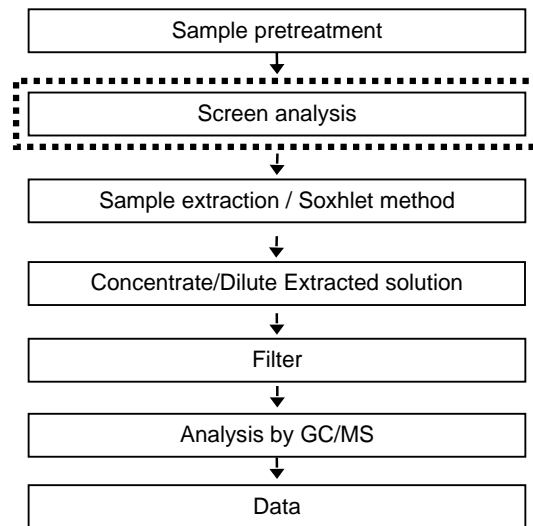 Sample pretreatment
Screen analysis
Sample extraction / Soxhlet method
Concentrate/Dilute Extracted solution
Filter
Analysis by GC/MS
Data